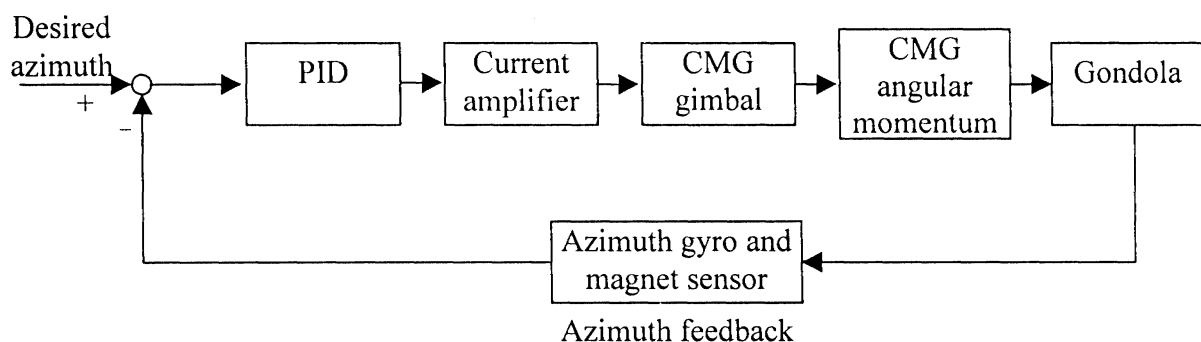 Desired
azimuth
+
−
PID
Current
amplifier
CMG
gimbal
CMG
angular
momentum
Gondola
Azimuth gyro and
magnet sensor
Azimuth feedback